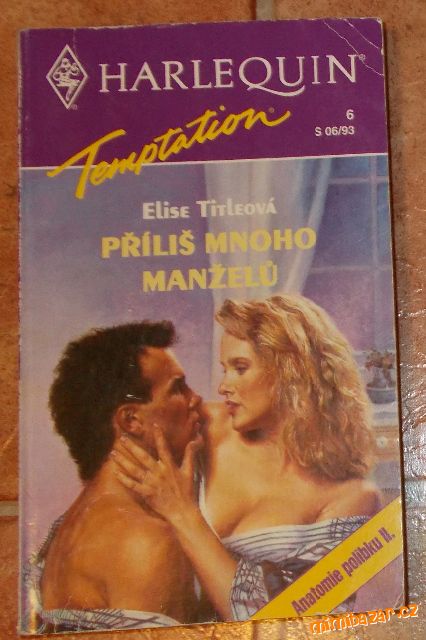 HARLEQUIN®
Temptation®
6
S 06/93
Elise Titleová
PŘÍLIŠ MNOHO
MANŽELŮ
Anatomie polibku II.
mimibazar.cz